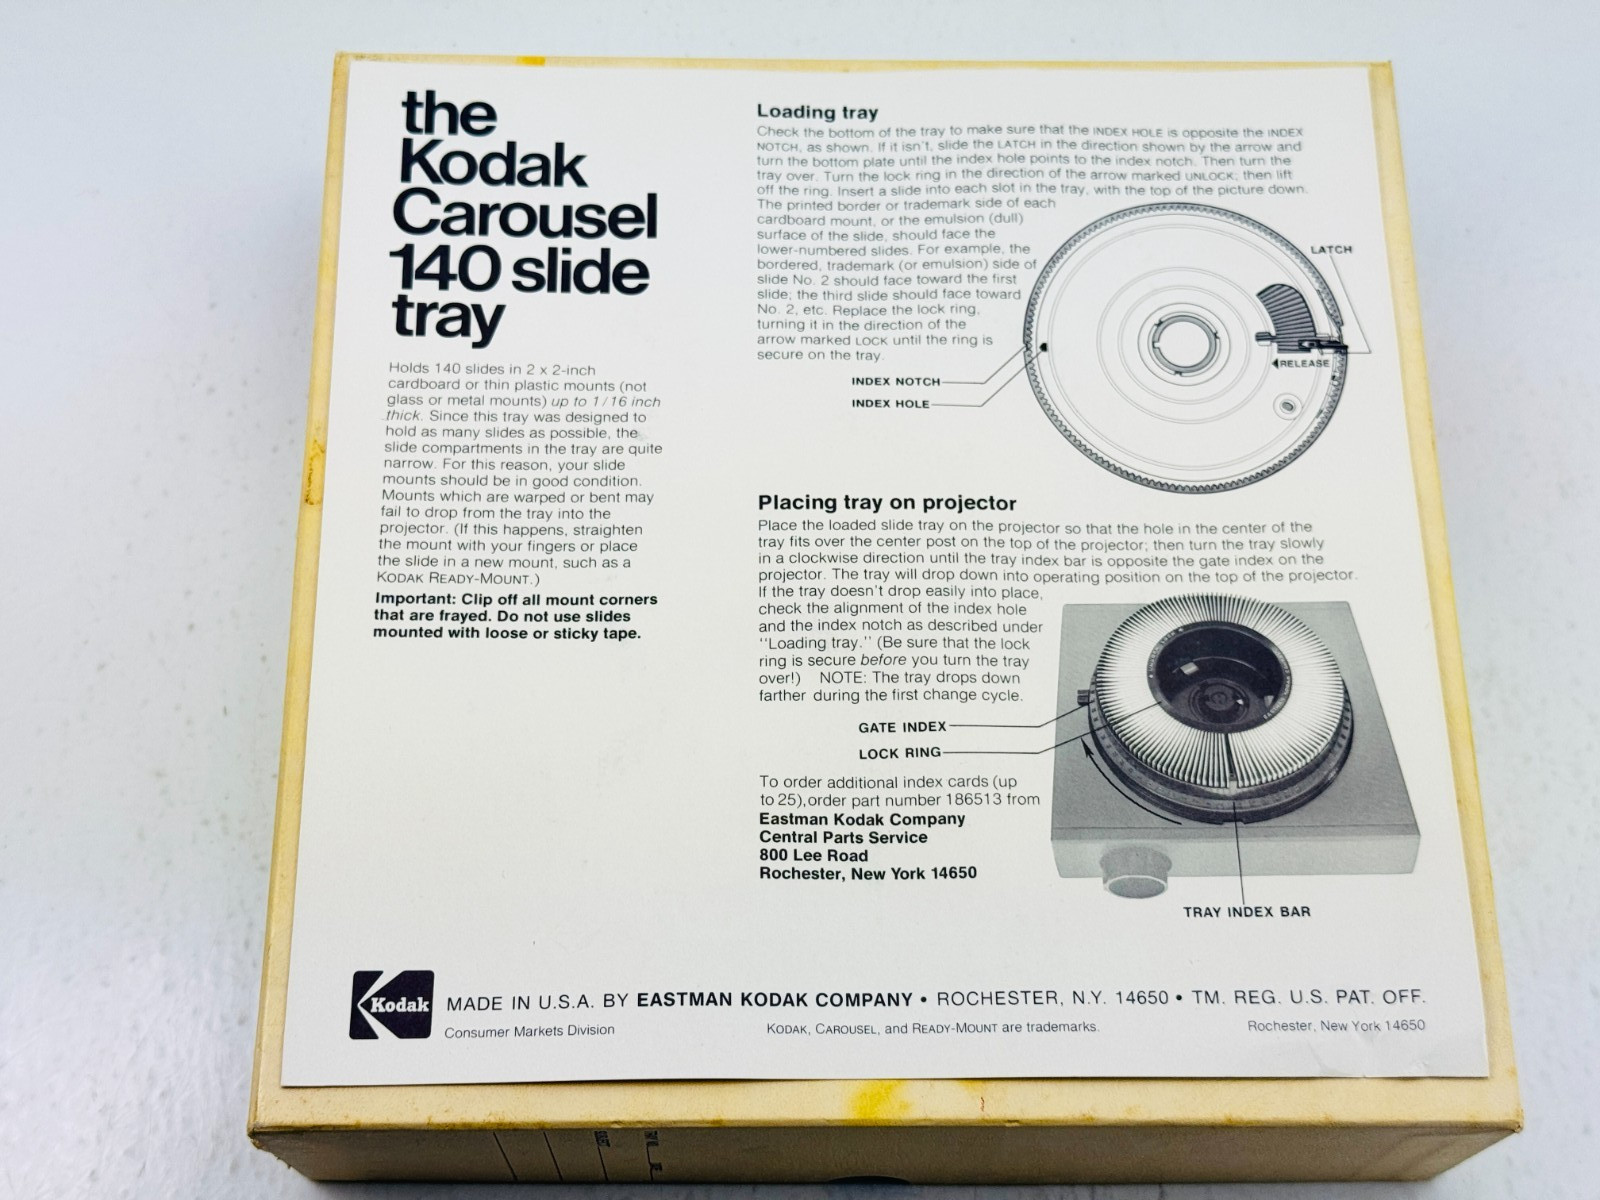 the
Kodak
Carousel
140 slide
tray
Holds 140 slides in 2 x 2-inch
cardboard or thin plastic mounts (not
glass or metal mounts) up to 1/16 inch
thick. Since this tray was designed to
hold as many slides as possible, the
slide compartments in the tray are quite
narrow. For this reason, your slide
mounts should be in good condition.
Mounts which are warped or bent may
fail to drop from the tray into the
projector. (If this happens, straighten
the mount with your fingers or place
the slide in a new mount, such as a
KODAK READY-MOUNT.)
Important: Clip off all mount corners
that are frayed. Do not use slides
mounted with loose or sticky tape.
Loading tray
Check the bottom of the tray to make sure that the INDEX HOLE is opposite the INDEX
NOTCH, as shown. If it isn't, slide the LATCH in the direction shown by the arrow and
turn the bottom plate until the index hole points to the index notch. Then turn the
tray over. Turn the lock ring in the direction of the arrow marked UNLOCK; then lift
off the ring. Insert a slide into each slot in the tray, with the top of the picture down.
The printed border or trademark side of each
cardboard mount, or the emulsion (dull)
surface of the slide, should face the
lower-numbered slides. For example, the
bordered, trademark (or emulsion) side of
slide No. 2 should face toward the first
slide; the third slide should face toward
No. 2, etc. Replace the lock ring,
turning it in the direction of the
arrow marked LOCK until the ring is
secure on the tray.
LATCH
RELEASE
INDEX NOTCH
INDEX HOLE
Placing tray on projector
Place the loaded slide tray on the projector so that the hole in the center of the
tray fits over the center post on the top of the projector; then turn the tray slowly
in a clockwise direction until the tray index bar is opposite the gate index on the
projector. The tray will drop down into operating position on the top of the projector.
If the tray doesn't drop easily into place,
check the alignment of the index hole
and the index notch as described under
"Loading tray." (Be sure that the lock
ring is secure before you turn the tray
over!) NOTE: The tray drops down
farther during the first change cycle.
GATE INDEX
LOCK RING
To order additional index cards (up
to 25),order part number 186513 from
Eastman Kodak Company
Central Parts Service
800 Lee Road
Rochester, New York 14650
TRAY INDEX BAR
Kodak
MADE IN U.S.A. BY EASTMAN KODAK COMPANY • ROCHESTER, N.Y. 14650 • TM. REG. U.S. PAT. OFF.
Consumer Markets Division
KODAK, CAROUSEL, and READY-MOUNT are trademarks.
Rochester, New York 14650